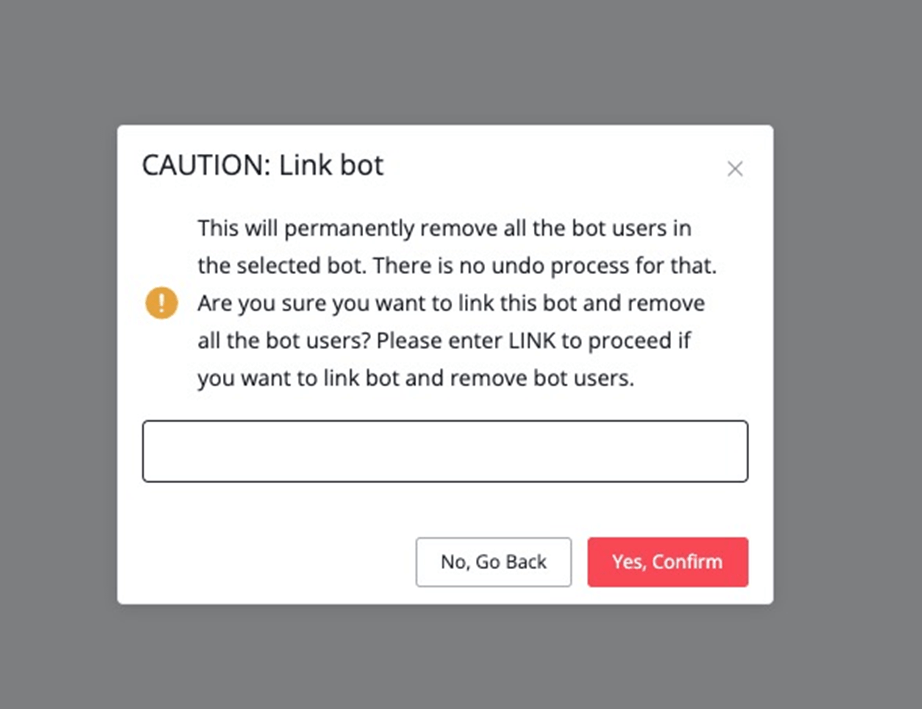 CAUTION: Link bot
This will permanently remove all the bot users in
the selected bot. There is no undo process for that.
Are you sure you want to link this bot and remove
all the bot users? Please enter LINK to proceed if
you want to link bot and remove bot users.
No, Go Back
Yes, Confirm